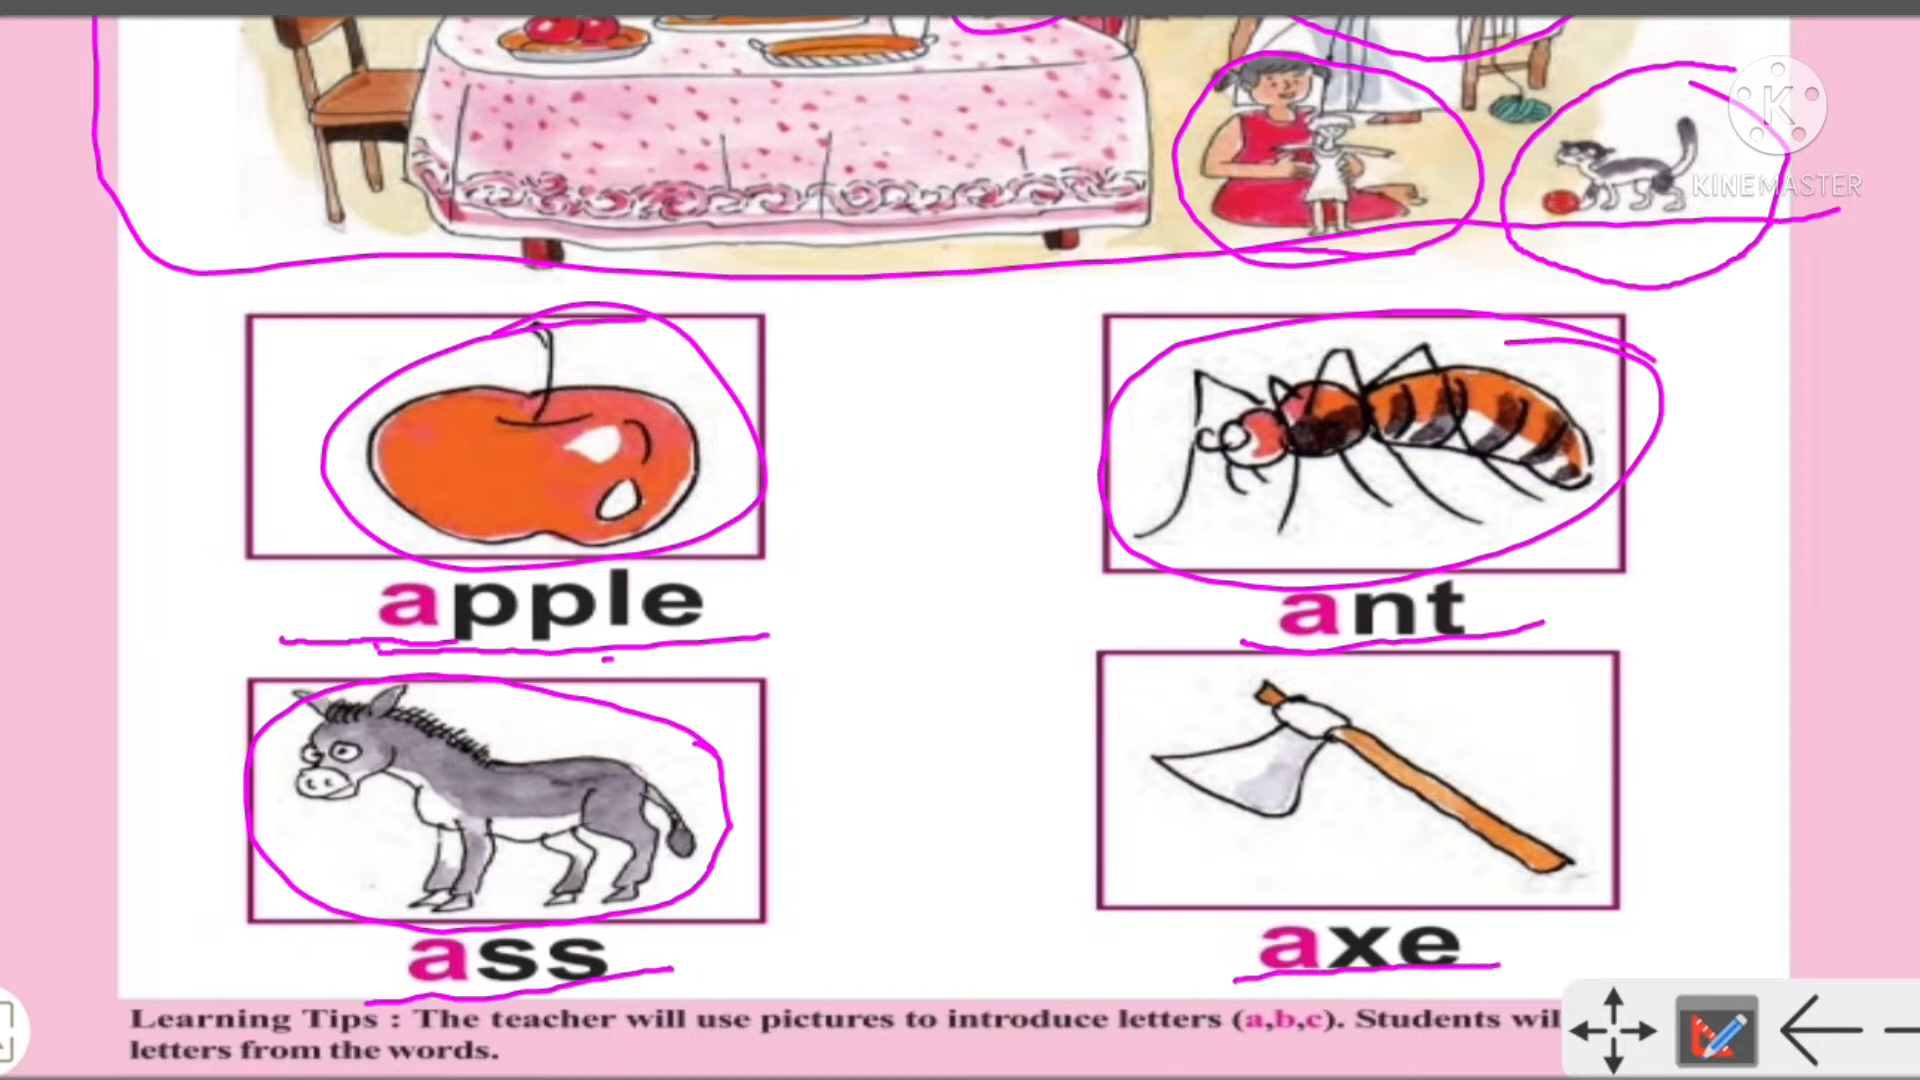 KINEMASTER
apple
ant
ass
axe
Learning Tips : The teacher will use pictures to introduce letters (a,b,c). Students wil
letters from the words.